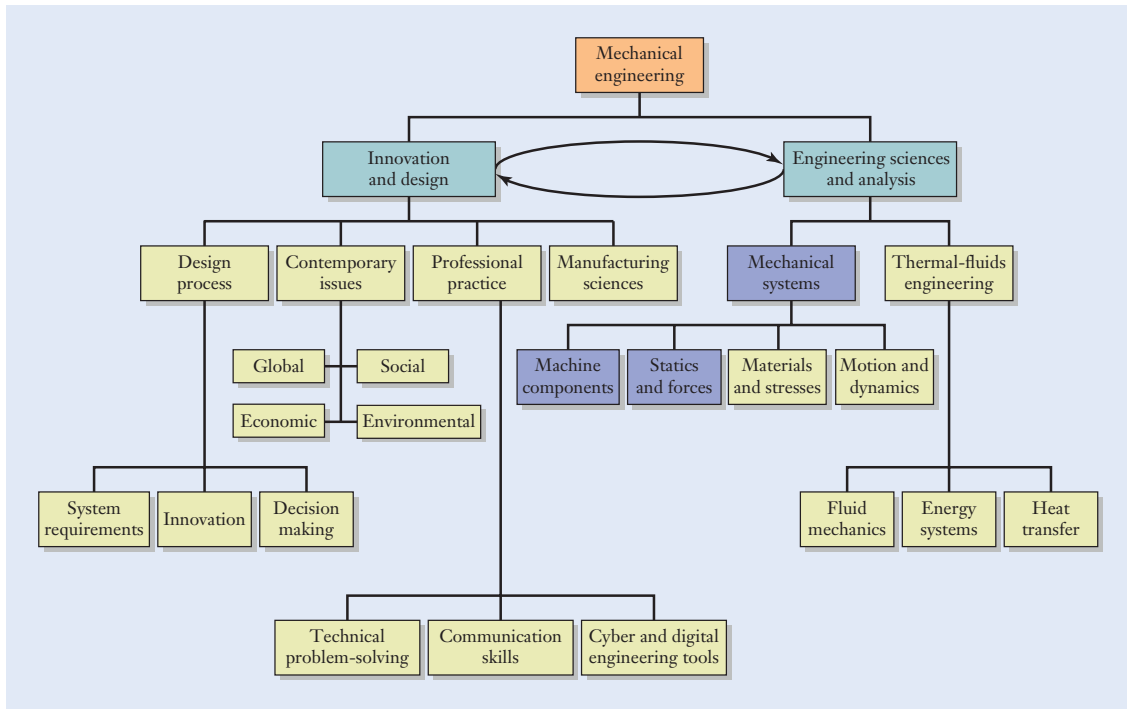 Mechanical
engineering
Innovation
and design
Engineering sciences
and analysis
Design
process
Contemporary
issues
Professional
practice
Manufacturing
sciences
Mechanical
systems
Thermal-fluids
engineering
Global
Social
Economic
Environmental
Machine
components
Statics
and forces
Materials
and stresses
Motion and
dynamics
System
requirements
Innovation
Decision
making
Fluid
mechanics
Energy
systems
Heat
transfer
Technical
problem-solving
Communication
skills
Cyber and digital
engineering tools